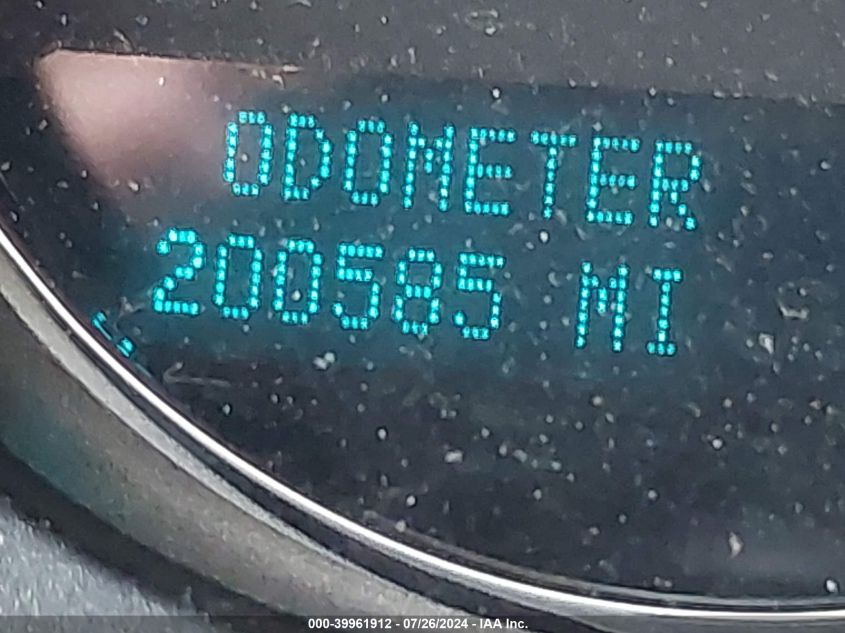 ODOMETER
200585 MI
000-39961912 - 07/26/2024 - IAA Inc.